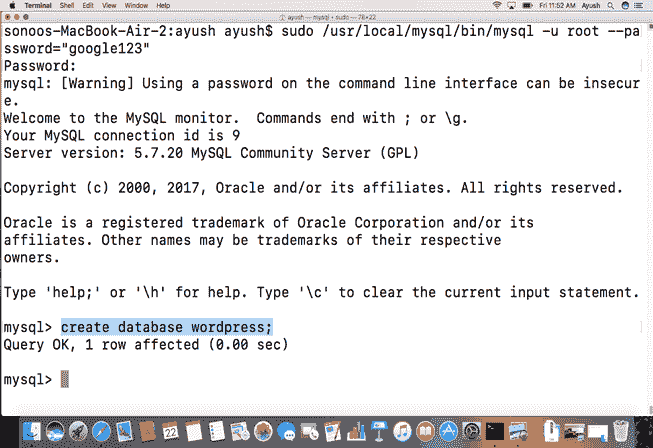 Terminal Shell Edit View Window Help
Fri 11:52 AM Ayush
ayush — mysql • sudo — 78×22
sonoos-MacBook-Air-2:ayush ayush$ sudo /usr/local/mysql/bin/mysql -u root --pa
ssword="google123"
Password:
mysql: [Warning] Using a password on the command line interface can be insecur
e.
Welcome to the MySQL monitor.  Commands end with ; or \g.
Your MySQL connection id is 9
Server version: 5.7.20 MySQL Community Server (GPL)
Copyright (c) 2000, 2017, Oracle and/or its affiliates. All rights reserved.
Oracle is a registered trademark of Oracle Corporation and/or its
affiliates. Other names may be trademarks of their respective
owners.
Type 'help;' or '\h' for help. Type '\c' to clear the current input statement.
mysql> create database wordpress;
Query OK, 1 row affected (0.00 sec)
mysql>
22